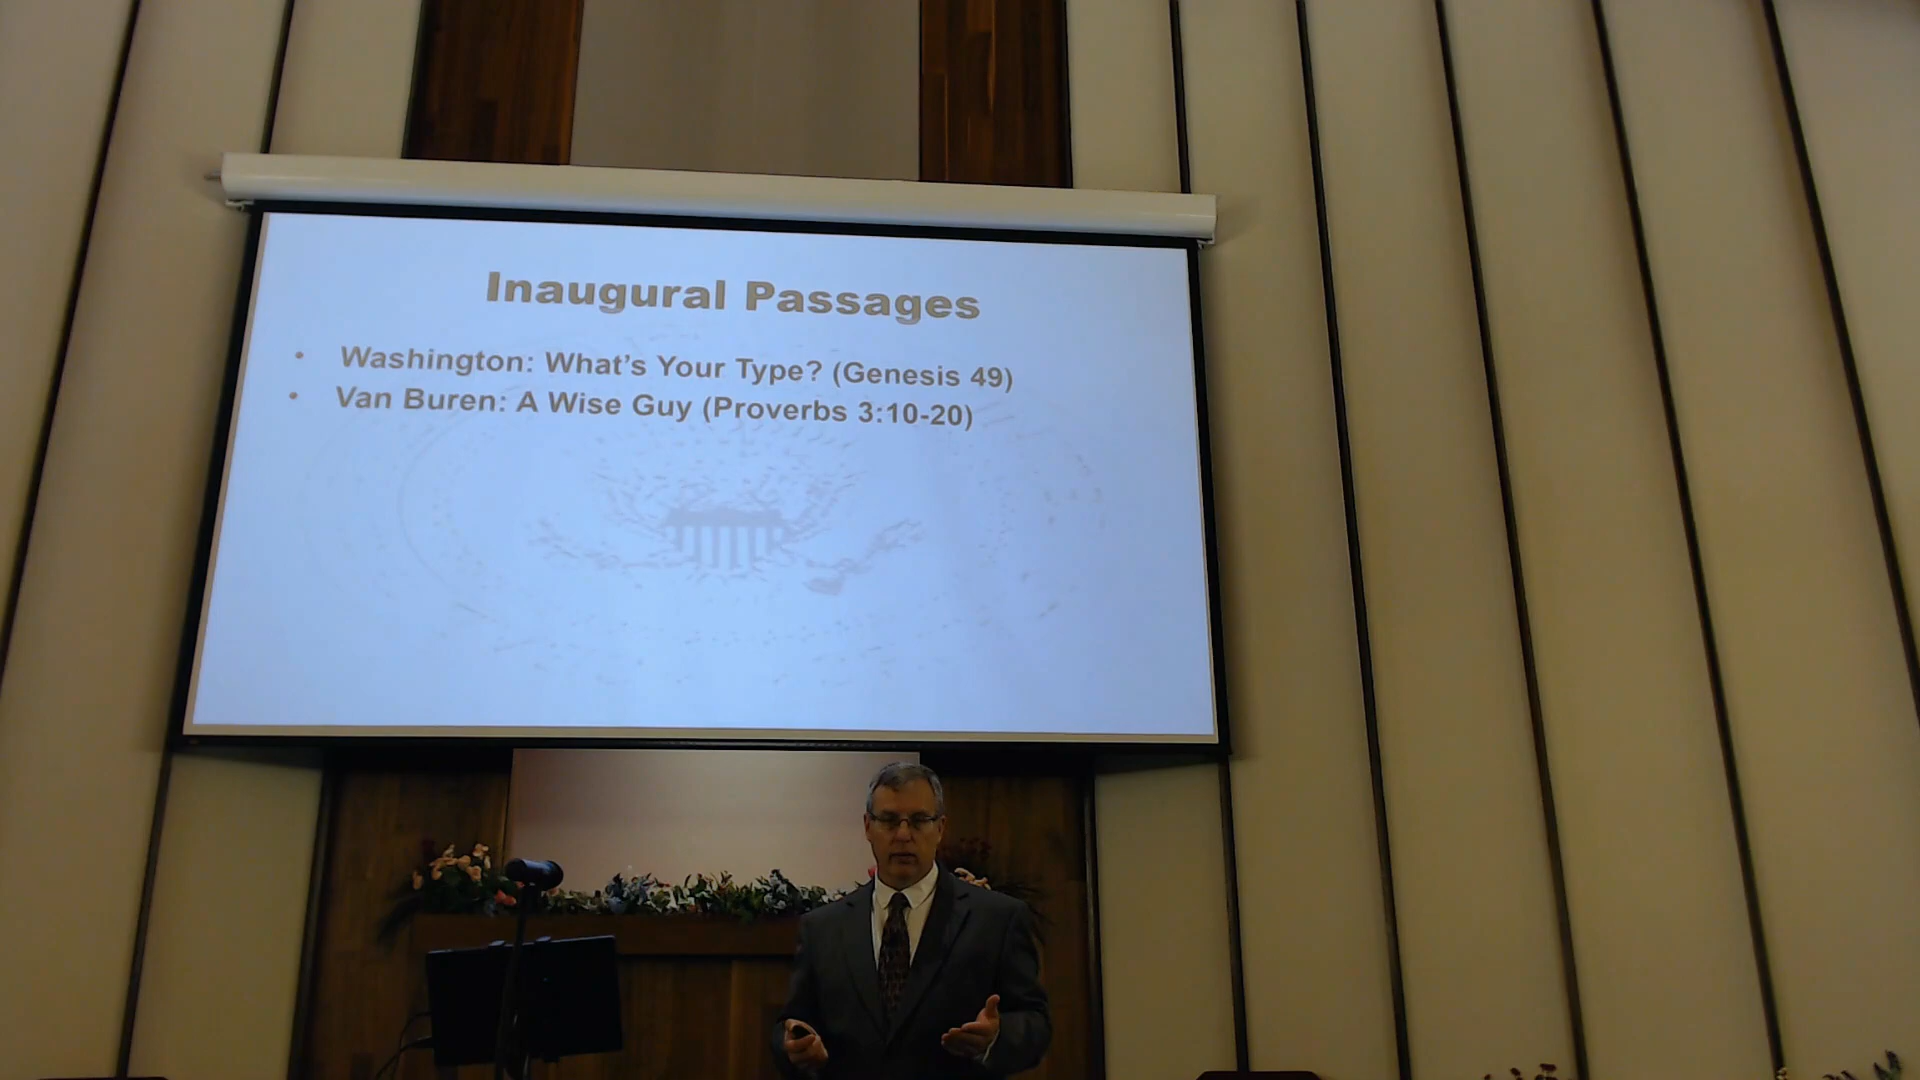 Inaugural Passages
• Washington: What's Your Type? (Genesis 49)
• Van Buren: A Wise Guy (Proverbs 3:10-20)